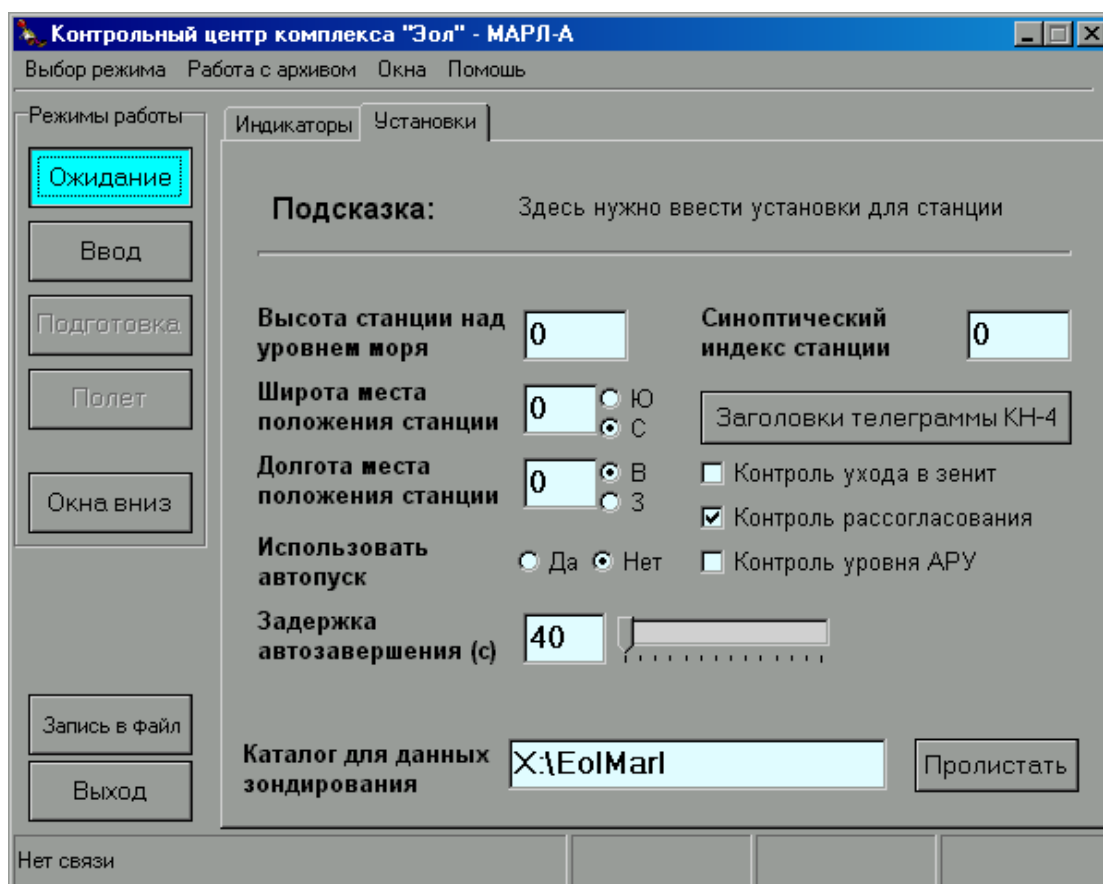 Контрольный центр комплекса "Эол" - МАРЛ-А
Выбор режима Работа с архивом Окна Помошь
Режимы работы
Ожидание
Ввод
Подготовка
Полет
Окна вниз
Запись в файл
Выход
Индикаторы Установки
Подсказка: Здесь нужно ввести установки для станции
Высота станции над
уровнем моря
0
Синоптический
индекс станции
0
Широта места
положения станции
0
Ю
С
Заголовки телеграммы КН-4
Долгота места
положения станции
0
В
З
Контроль ухода в зенит
Контроль рассогласования
Контроль уровня АРУ
Использовать
автопуск
Да Нет
Задержка
автозавершения (с)
40
Каталог для данных
зондирования
X:\EolMarl
Пролистать
Нет связи